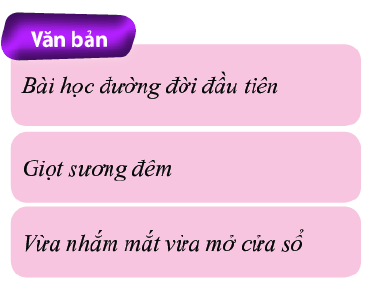 Văn bản
Bài học đường đời đầu tiên
Giọt sương đêm
Vừa nhắm mắt vừa mở cửa sổ